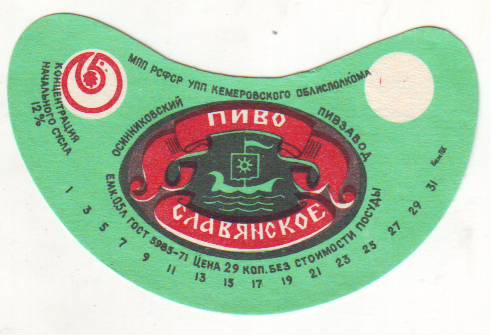 МПП РСФСР УПП КЕМЕРОВСКОГО ОБЛИСПОЛКОМА
ОСИННИКОВСКИЙ ПИВЗАВОД
КОНЦЕНТРАЦИЯ
НАЧАЛЬНОГО СУСЛА
12%
ПИВО
СЛАВЯНСКОЕ
ЕМК.0,5Л ГОСТ 5983-71 ЦЕНА 29 КОП. БЕЗ СТОИМОСТИ ПОСУДЫ
1 3 5 7 9 11 13 15 17 19 21 23 25 27 29 31